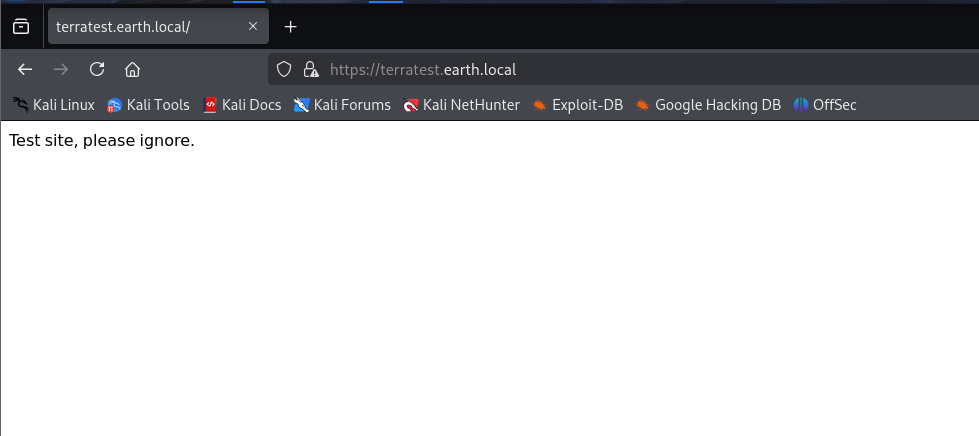 terratest.earth.local/
https://terratest.earth.local
Kali Linux Kali Tools Kali Docs Kali Forums Kali NetHunter Exploit-DB Google Hacking DB OffSec
Test site, please ignore.